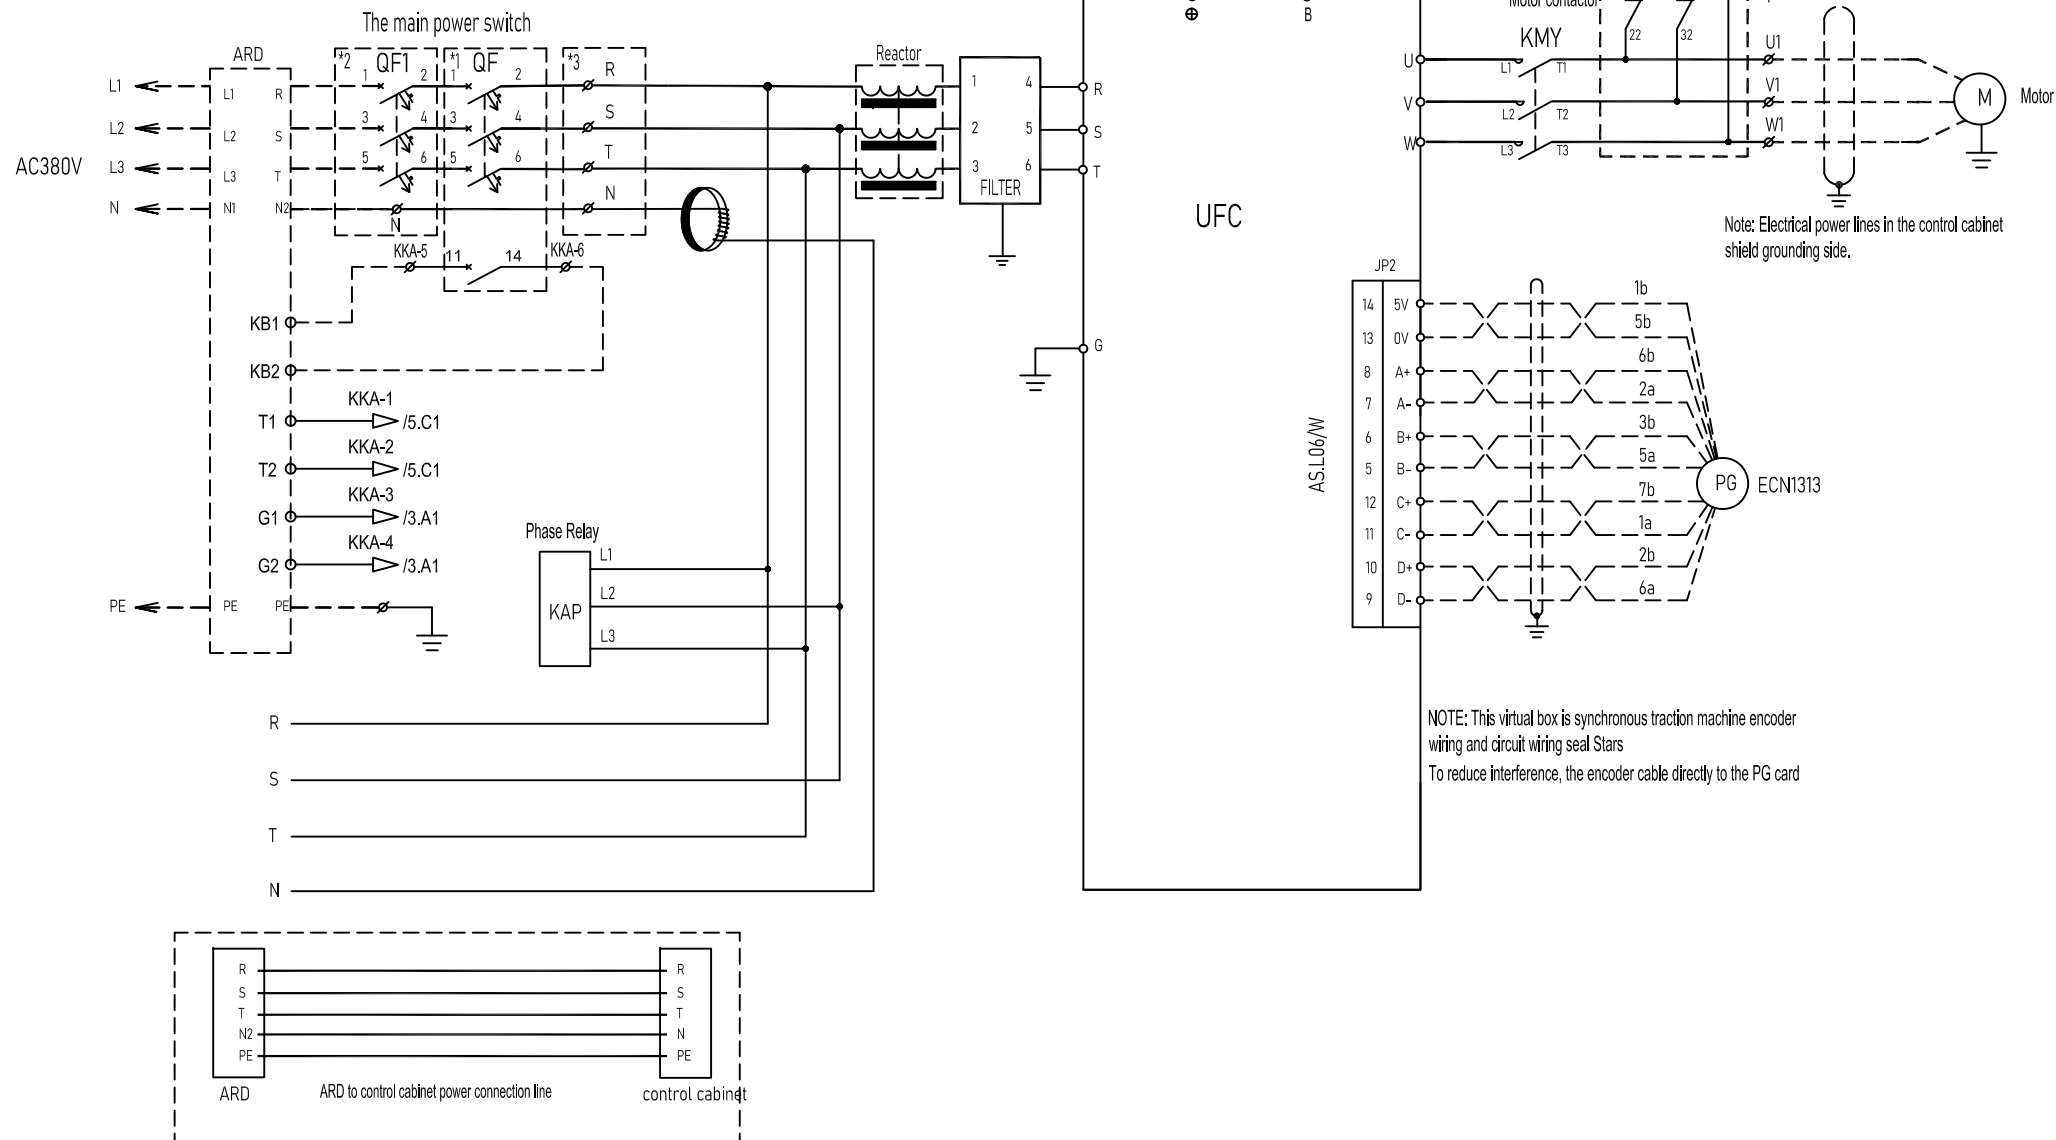 The main power switch
ARD
*2 QF1
*1 QF
*3
Reactor
AC380V
L1
L2
L3
N
L1 R
L2 S
L3 T
N1 N2
1 2
3 4
5 6
N
1 2
3 4
5 6
R
S
T
N
KKA-5 11 14 KKA-6
1 4
2 5
3 6
FILTER
KB1
KB2
T1 KKA-1 /5.C1
T2 KKA-2 /5.C1
G1 KKA-3 /3.A1
G2 KKA-4 /3.A1
PE PE PE
Phase Relay
KAP
L1
L2
L3
R
S
T
N
B
R
S
T
G
UFC
U
V
W
Motor contactor
KMY
22 32
L1 T1
L2 T2
L3 T3
U1
V1
W1
M Motor
Note: Electrical power lines in the control cabinet
shield grounding side.
JP2
AS.L06/W
14 5V 1b
13 0V 5b
8 A+ 6b
7 A- 2a
6 B+ 3b
5 B- 5a
12 C+ 7b
11 C- 1a
10 D+ 2b
9 D- 6a
PG ECN1313
NOTE: This virtual box is synchronous traction machine encoder
wiring and circuit wiring seal Stars
To reduce interference, the encoder cable directly to the PG card
R R
S S
T T
N2 N
PE PE
ARD ARD to control cabinet power connection line control cabinet